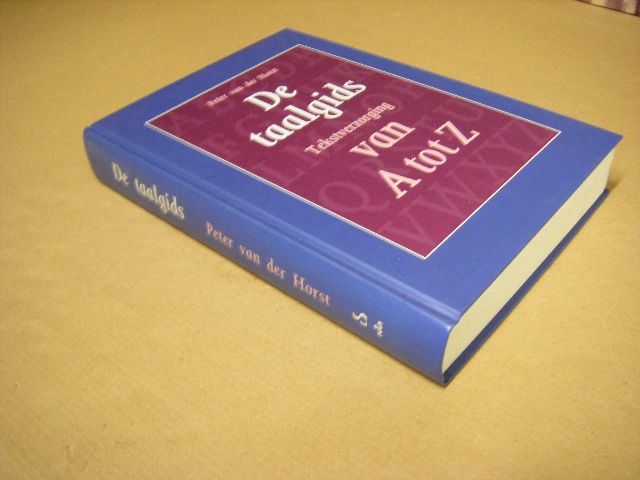 Peter van der Horst
De
taalgids
Tekstverzorging
van
A tot Z
De taalgids
Peter van der Horst